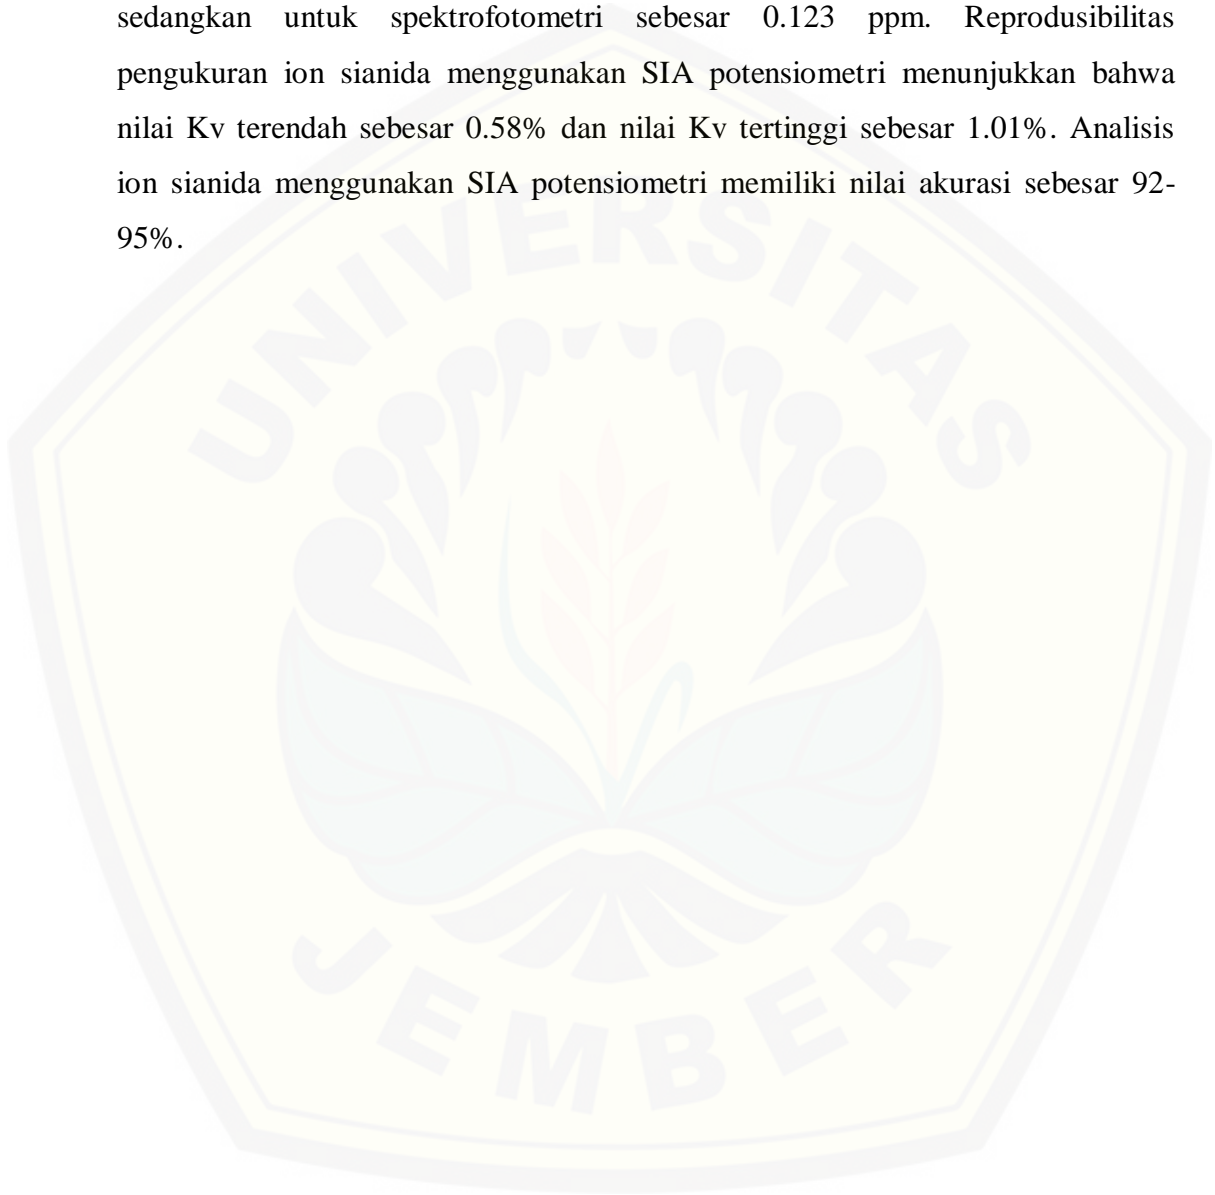 sedangkan untuk spektrofotometri sebesar 0.123 ppm. Reprodusibilitas
pengukuran ion sianida menggunakan SIA potensiometri menunjukkan bahwa
nilai Kv terendah sebesar 0.58% dan nilai Kv tertinggi sebesar 1.01%. Analisis
ion sianida menggunakan SIA potensiometri memiliki nilai akurasi sebesar 92-
95%.
UNIVERSITAS
JEMBER